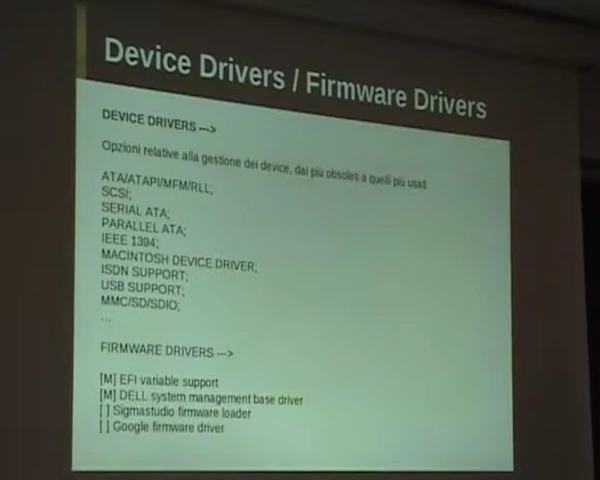 Device Drivers / Firmware Drivers
DEVICE DRIVERS --->
Opzioni relative alla gestione dei device, dai più obsoleti a quelli più usati
ATA/ATAPI/MFM/RLL;
SCSI;
SERIAL ATA;
PARALLEL ATA;
IEEE 1394;
MACINTOSH DEVICE DRIVER;
ISDN SUPPORT;
USB SUPPORT;
MMC/SD/SDIO;
...
FIRMWARE DRIVERS --->
[M] EFI variable support
[M] DELL system management base driver
[ ] Sigmastudio firmware loader
[ ] Google firmware driver